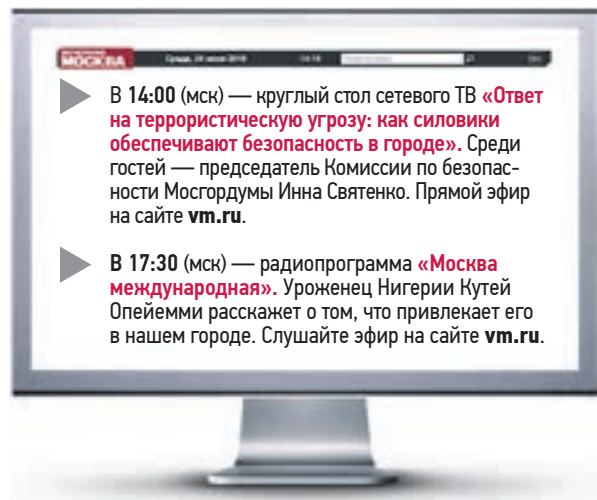 МОСКВА
В 14:00 (мск) — круглый стол сетевого ТВ «Ответ
на террористическую угрозу: как силовики
обеспечивают безопасность в городе». Среди
гостей — председатель Комиссии по безопас-
ности Мосгордумы Инна Святенко. Прямой эфир
на сайте vm.ru.
В 17:30 (мск) — радиопрограмма «Москва
международная». Уроженец Нигерии Кутей
Опейемми расскажет о том, что привлекает его
в нашем городе. Слушайте эфир на сайте vm.ru.